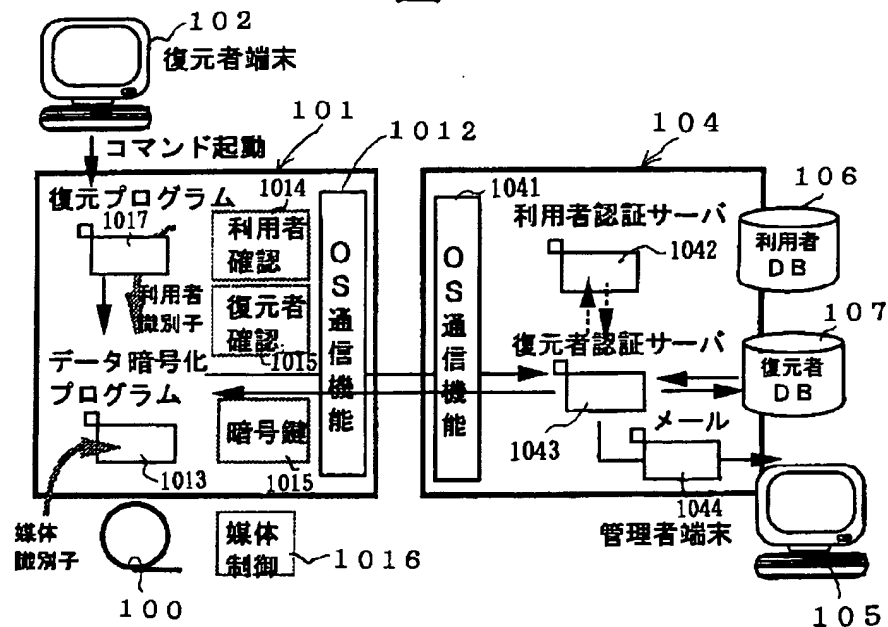 102
復元者端末
コマンド起動
101
1012
104
復元プログラム
1017
1014
利用者
確認
利用者
識別子
復元者
確認
1015
データ暗号化
プログラム
1013
暗号鍵
1015
OS通信機能
媒体
識別子
100
媒体
制御
1016
1041
OS通信機能
利用者認証サーバ
1042
復元者認証サーバ
1043
メール
1044
管理者端末
105
106
利用者
DB
107
復元者
DB